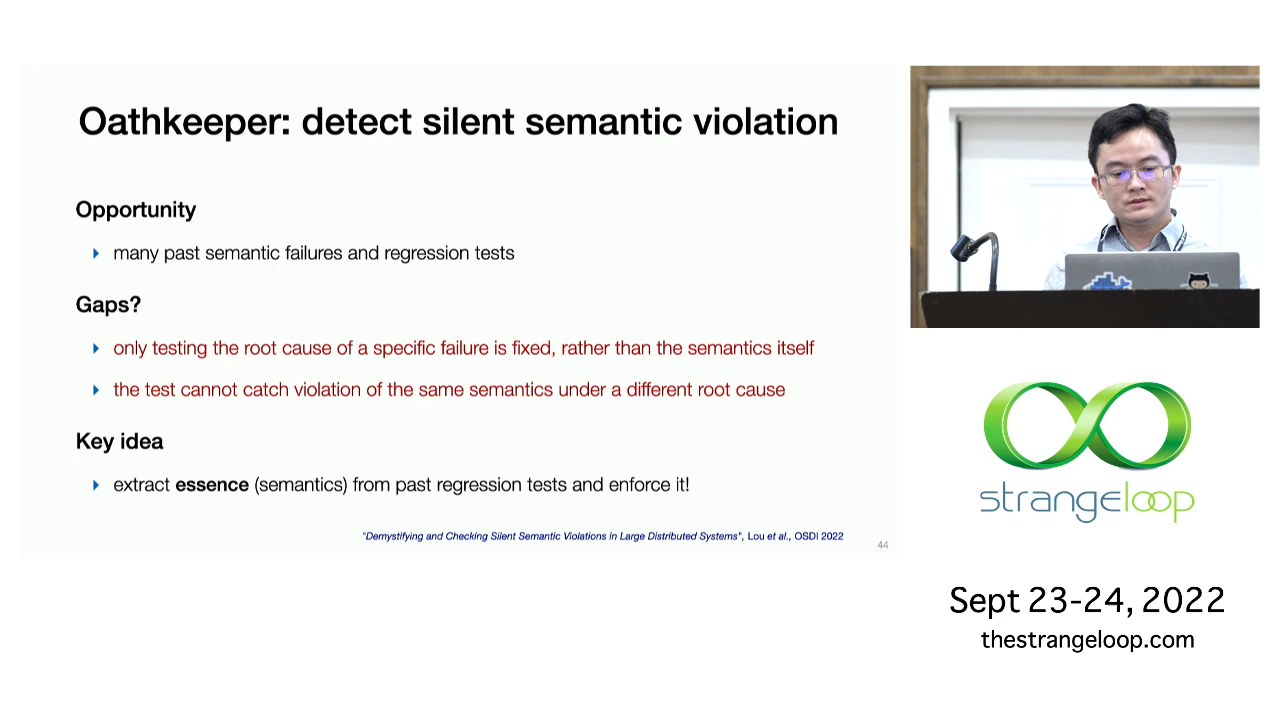 Oathkeeper: detect silent semantic violation
Opportunity
many past semantic failures and regression tests
Gaps?
only testing the root cause of a specific failure is fixed, rather than the semantics itself
the test cannot catch violation of the same semantics under a different root cause
Key idea
extract essence (semantics) from past regression tests and enforce it!
"Demystifying and Checking Silent Semantic Violations in Large Distributed Systems", Lou et al., OSDI 2022
44
strangeloop
Sept 23-24, 2022
thestrangeloop.com